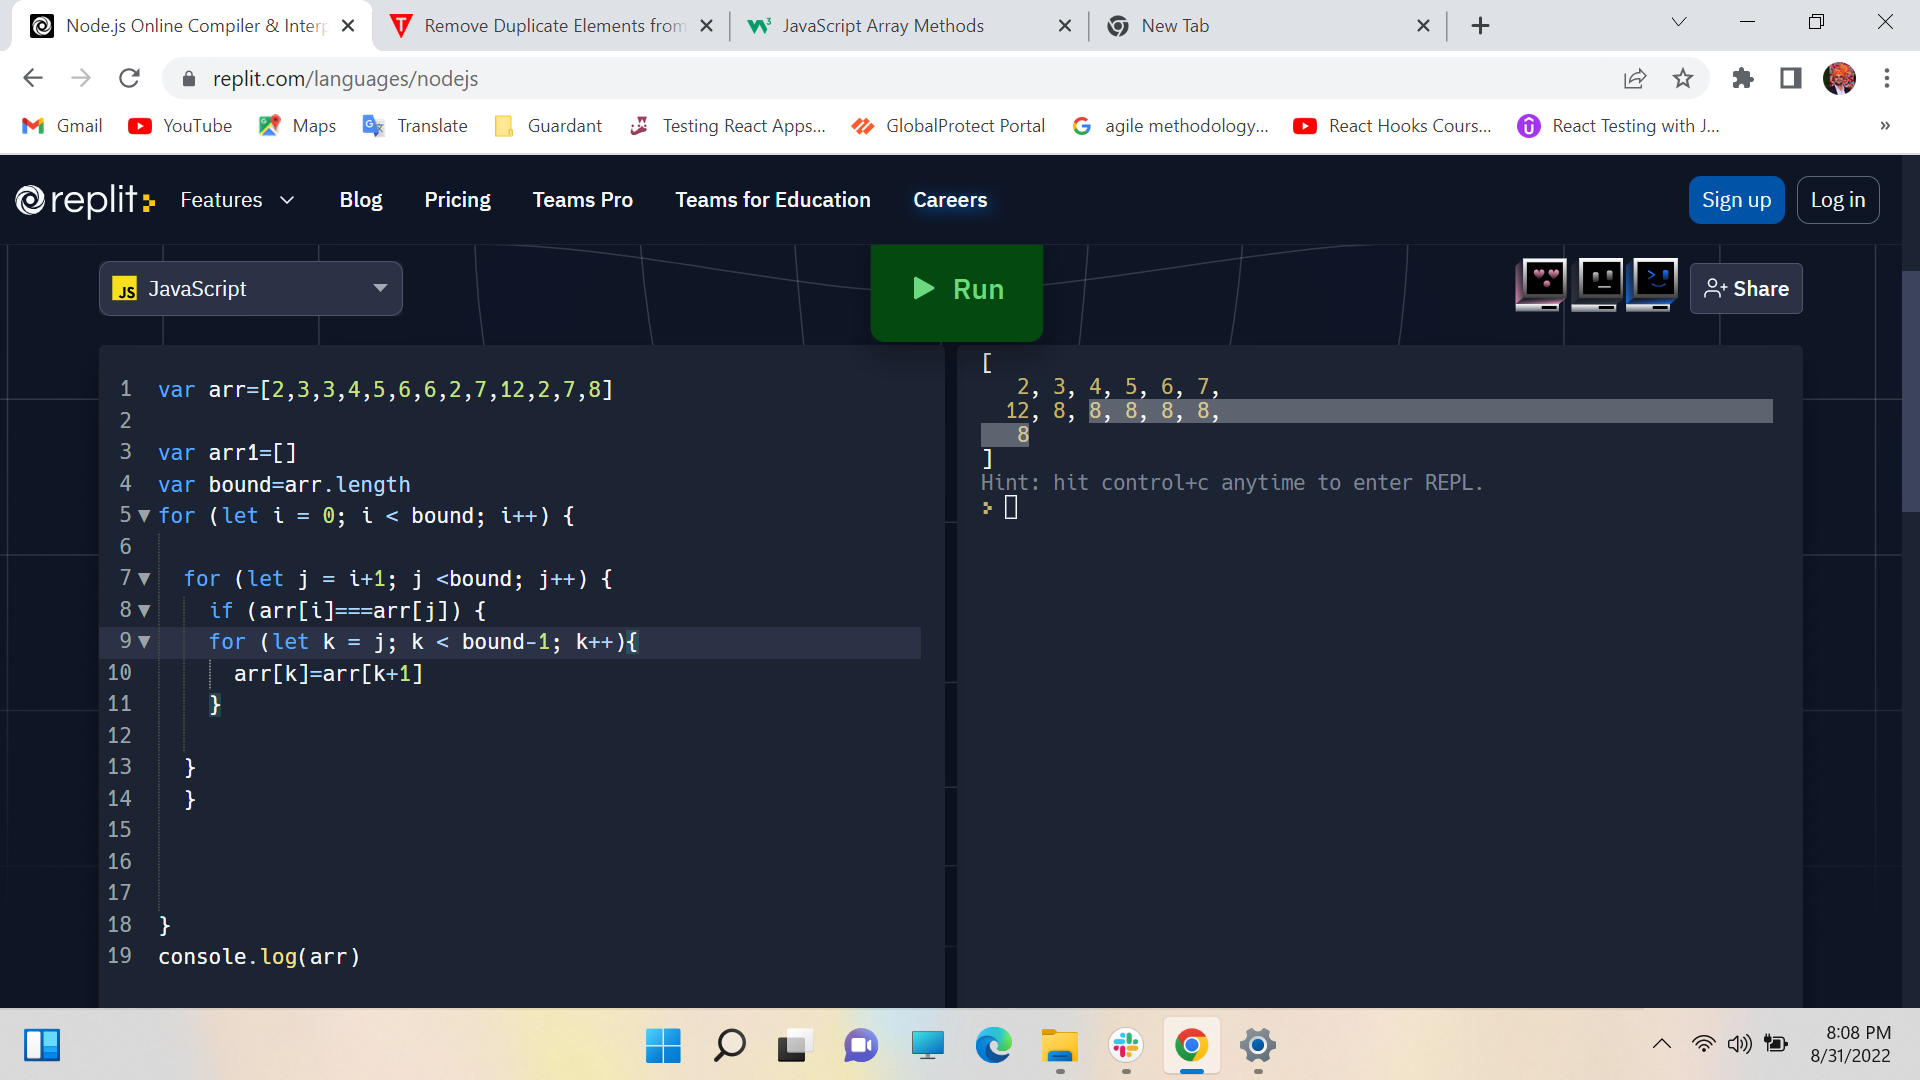 Node.js Online Compiler & Interp
Remove Duplicate Elements from
JavaScript Array Methods
New Tab
replit.com/languages/nodejs
Gmail
YouTube
Maps
Translate
Guardant
Testing React Apps...
GlobalProtect Portal
agile methodology...
React Hooks Cours...
React Testing with J...
»
replit
Features
Blog
Pricing
Teams Pro
Teams for Education
Careers
Sign up
Log in
JS JavaScript
Run
Share
1 var arr=[2,3,3,4,5,6,6,2,7,12,2,7,8]
2
3 var arr1=[]
4 var bound=arr.length
5 for (let i = 0; i < bound; i++) {
6
7 for (let j = i+1; j <bound; j++) {
8 if (arr[i]===arr[j]) {
9 for (let k = j; k < bound-1; k++){
10 arr[k]=arr[k+1]
11 }
12
13 }
14 }
15
16
17
18 }
19 console.log(arr)
[
2, 3, 4, 5, 6, 7,
12, 8, 8, 8, 8, 8,
8
]
Hint: hit control+c anytime to enter REPL.
8:08 PM
8/31/2022